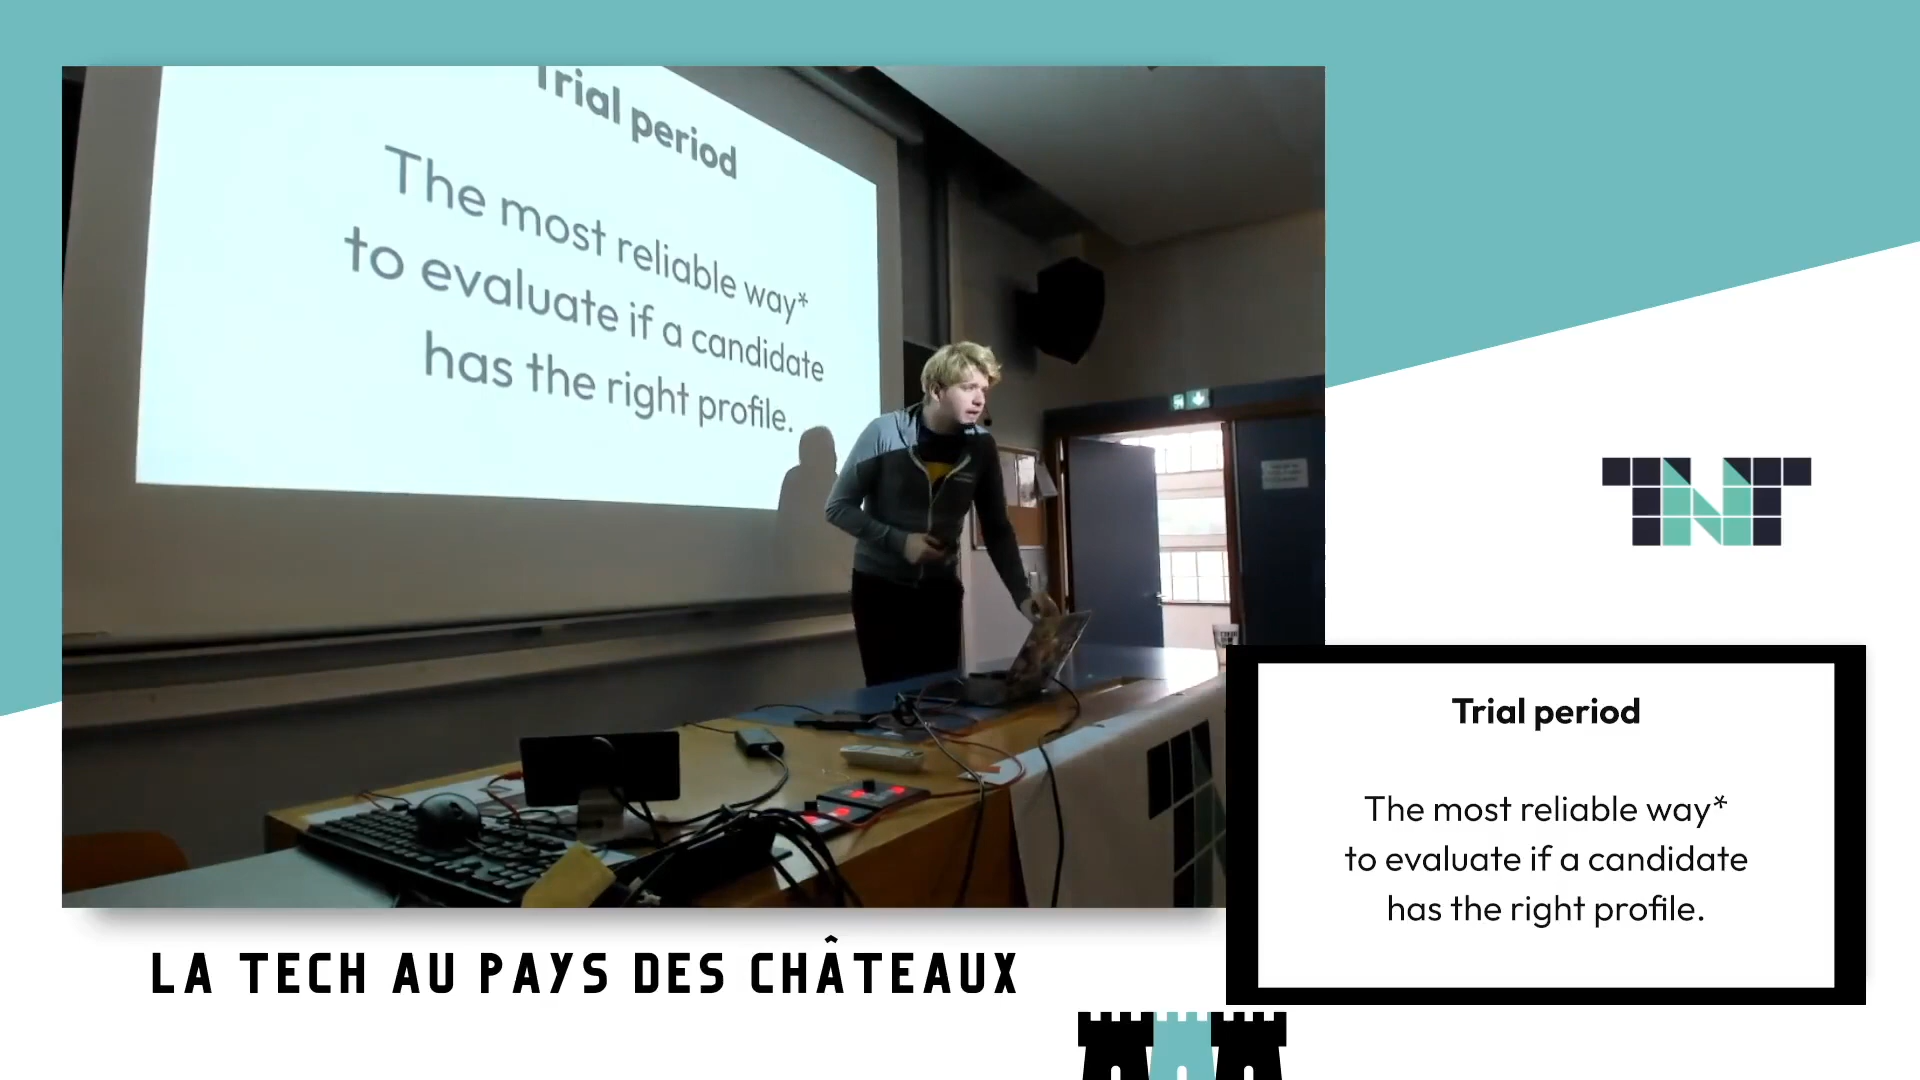 Trial period
The most reliable way*
to evaluate if a candidate
has the right profile.
TNT
Trial period
The most reliable way*
to evaluate if a candidate
has the right profile.
LA TECH AU PAYS DES CHÂTEAUX